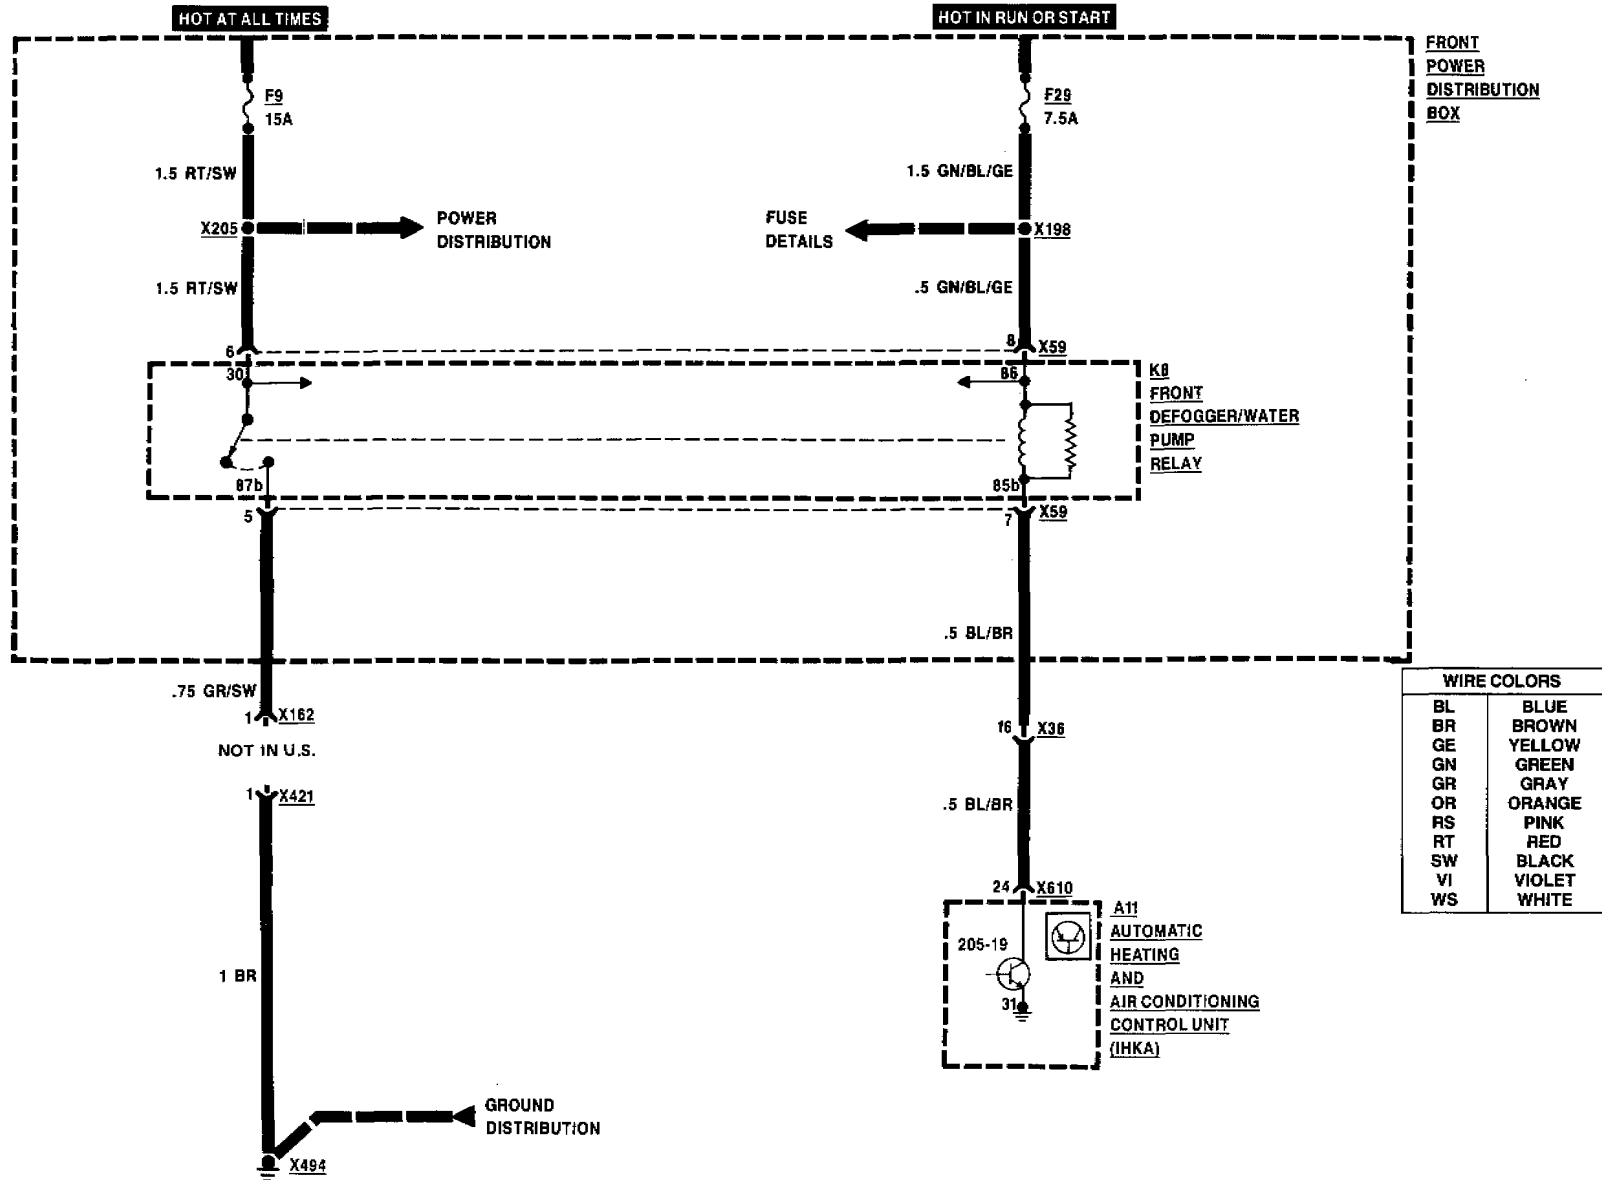 HOT AT ALL TIMES
HOT IN RUN OR START
FRONT
POWER
DISTRIBUTION
BOX
F9
15A
F29
7.5A
1.5 RT/SW
1.5 GN/BL/GE
X205
POWER
DISTRIBUTION
FUSE
DETAILS
X198
1.5 RT/SW
.5 GN/BL/GE
6
8
X59
30
86
K8
FRONT
DEFOGGER/WATER
PUMP
RELAY
87b
85b
5
7
X59
.5 BL/BR
.75 GR/SW
1
X162
NOT IN U.S.
16
X36
1
X421
.5 BL/BR
WIRE COLORS
BL BLUE
BR BROWN
GE YELLOW
GN GREEN
GR GRAY
OR ORANGE
RS PINK
RT RED
SW BLACK
VI VIOLET
WS WHITE
24
X610
A11
AUTOMATIC
HEATING
AND
AIR CONDITIONING
CONTROL UNIT
(IHKA)
205-19
31
1 BR
GROUND
DISTRIBUTION
X494